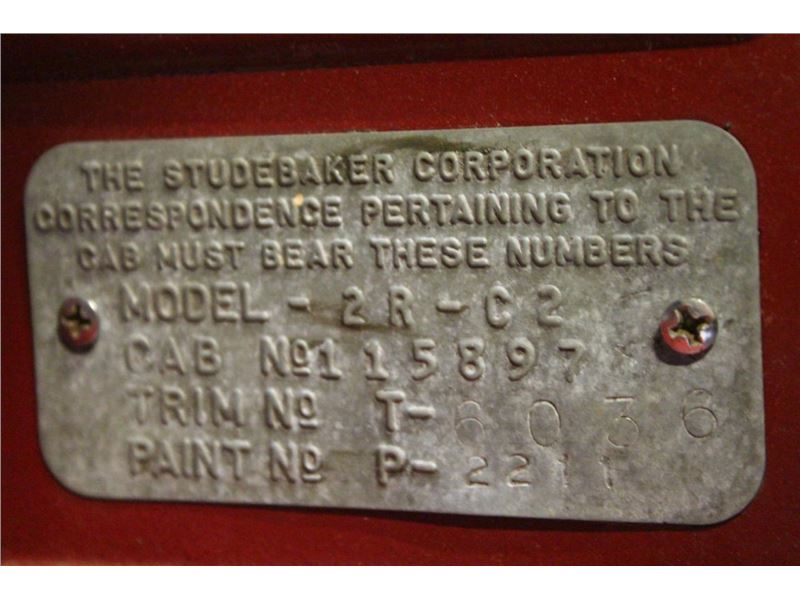 THE STUDEBAKER CORPORATION
CORRESPONDENCE PERTAINING TO THE
CAB MUST BEAR THESE NUMBERS
MODEL - 2R-C2
CAB Nº 115897
TRIM Nº T-6036
PAINT Nº P-2211